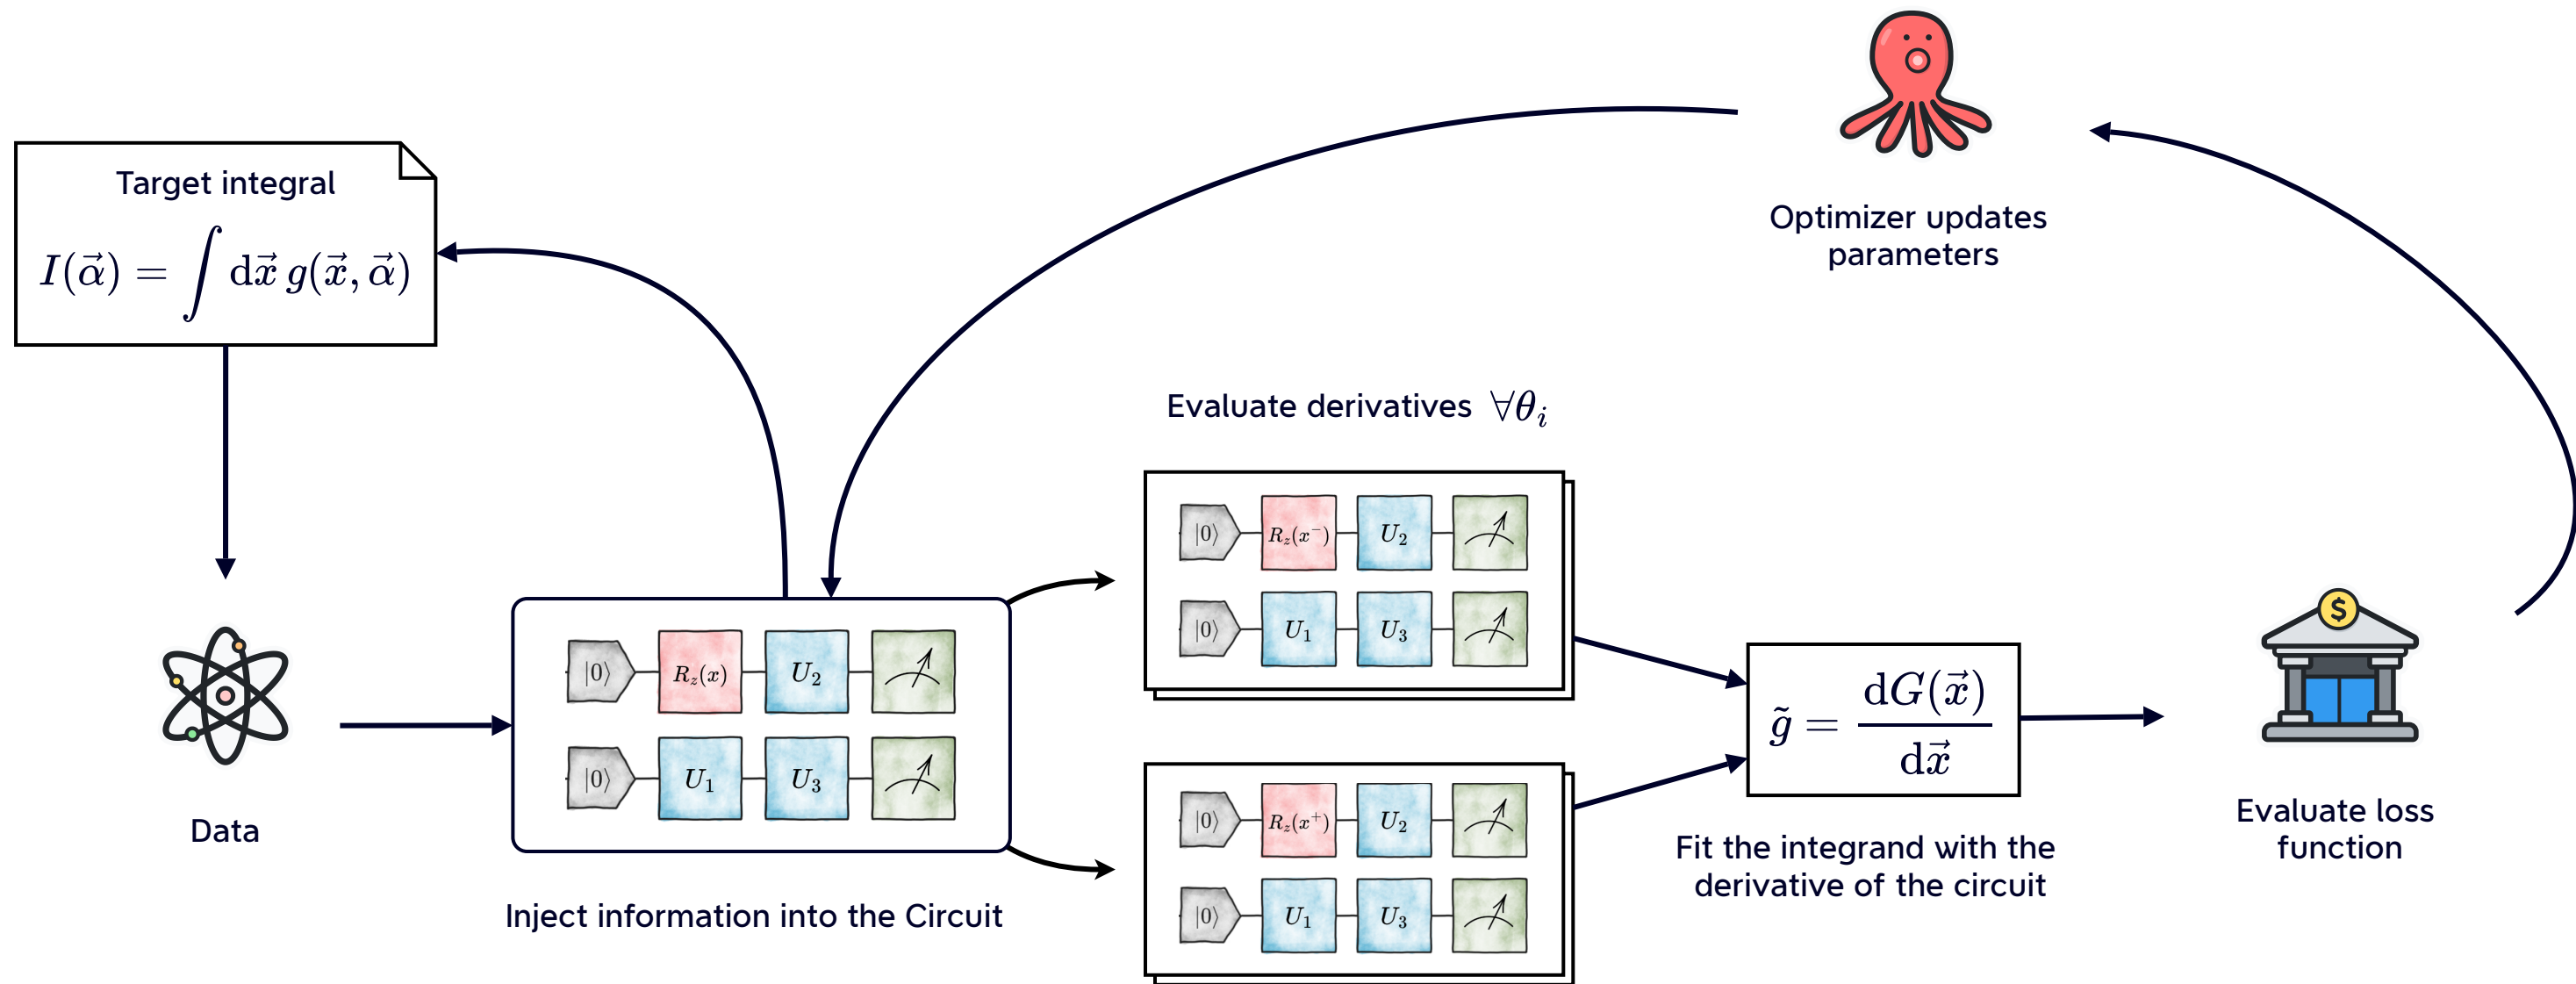 Target integral
I(α⃗) = ∫ dx⃗ g(x⃗, α⃗)
Data
|0⟩ R_z(x) U_2
|0⟩ U_1 U_3
Inject information into the Circuit
Evaluate derivatives ∀θ_i
|0⟩ R_z(x⁻) U_2
|0⟩ U_1 U_3
|0⟩ R_z(x⁺) U_2
|0⟩ U_1 U_3
g̃ = dG(x⃗) / dx⃗
Fit the integrand with the
derivative of the circuit
$
Evaluate loss
function
Optimizer updates
parameters